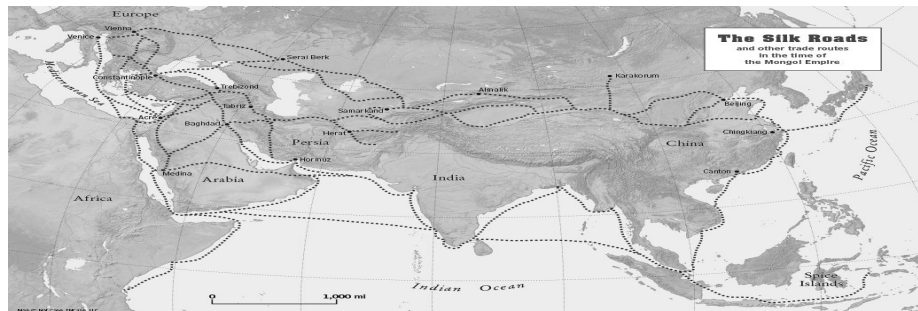 The Silk Roads
and other trade routes
in the time of
the Mongol Empire
Europe
Vienna
Venice
Serai Berk
Constantinople
Karakorum
Mediterranean Sea
Trebizond
Almalik
Tabriz
Samarkand
Beijing
Acre
Baghdad
Herat
Chingkiang
Persia
China
Pacific Ocean
Hormuz
Medina
Canton
Arabia
India
Africa
Spice
Islands
Indian Ocean
0 1,000 mi